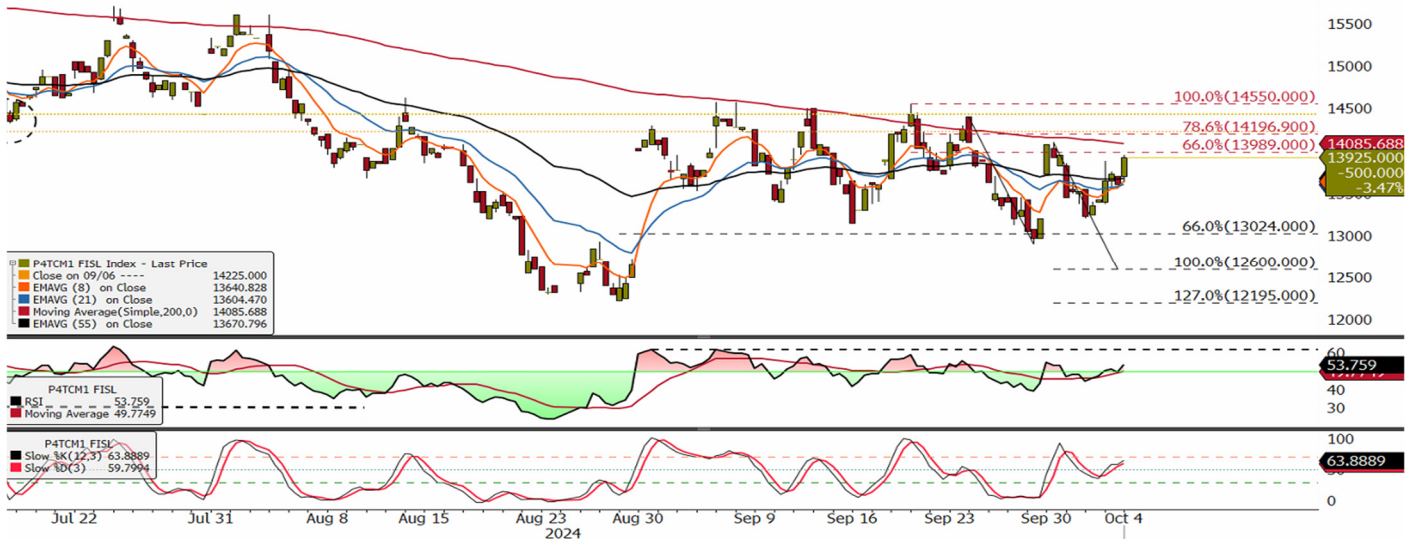 15500
15000
14500
100.0%(14550.000)
78.6%(14196.900)
66.0%(13989.000)
14085.688
13925.000
-500.000
-3.47%
66.0%(13024.000)
13000
100.0%(12600.000)
12500
127.0%(12195.000)
12000
P4TCM1 FISL Index - Last Price
Close on 09/06 ---- 14225.000
EMAVG (8) on Close 13640.828
EMAVG (21) on Close 13604.470
Moving Average(Simple,200,0) 14085.688
EMAVG (55) on Close 13670.796
60
53.759
40
30
P4TCM1 FISL
RSI 53.759
Moving Average 49.7749
P4TCM1 FISL
Slow %K(12,3) 63.8889
Slow %D(3) 59.7994
100
63.8889
0
Jul 22 Jul 31 Aug 8 Aug 15 Aug 23 Aug 30 Sep 9 Sep 16 Sep 23 Sep 30 Oct 4
2024